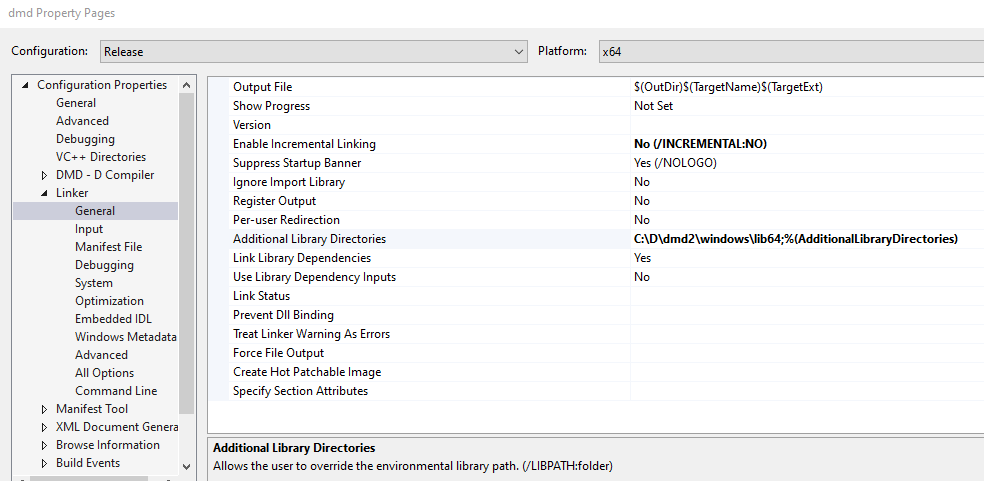 dmd Property Pages
Configuration: Release Platform: x64
Configuration Properties
General
Advanced
Debugging
VC++ Directories
DMD - D Compiler
Linker
General
Input
Manifest File
Debugging
System
Optimization
Embedded IDL
Windows Metadata
Advanced
All Options
Command Line
Manifest Tool
XML Document Genera
Browse Information
Build Events
Output File $(OutDir)$(TargetName)$(TargetExt)
Show Progress Not Set
Version
Enable Incremental Linking No (/INCREMENTAL:NO)
Suppress Startup Banner Yes (/NOLOGO)
Ignore Import Library No
Register Output No
Per-user Redirection No
Additional Library Directories C:\D\dmd2\windows\lib64;%(AdditionalLibraryDirectories)
Link Library Dependencies Yes
Use Library Dependency Inputs No
Link Status
Prevent Dll Binding
Treat Linker Warning As Errors
Force File Output
Create Hot Patchable Image
Specify Section Attributes
Additional Library Directories
Allows the user to override the environmental library path. (/LIBPATH:folder)